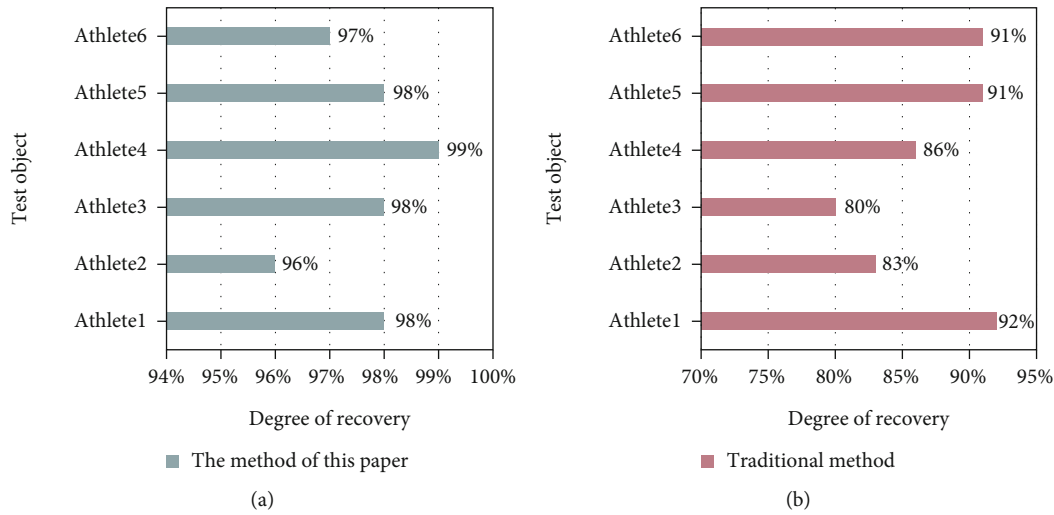 Test object
Athlete6
97%
Athlete5
98%
Athlete4
99%
Athlete3
98%
Athlete2
96%
Athlete1
98%
94% 95% 96% 97% 98% 99% 100%
Degree of recovery
The method of this paper
(a)
Test object
Athlete6
91%
Athlete5
91%
Athlete4
86%
Athlete3
80%
Athlete2
83%
Athlete1
92%
70% 75% 80% 85% 90% 95%
Degree of recovery
Traditional method
(b)